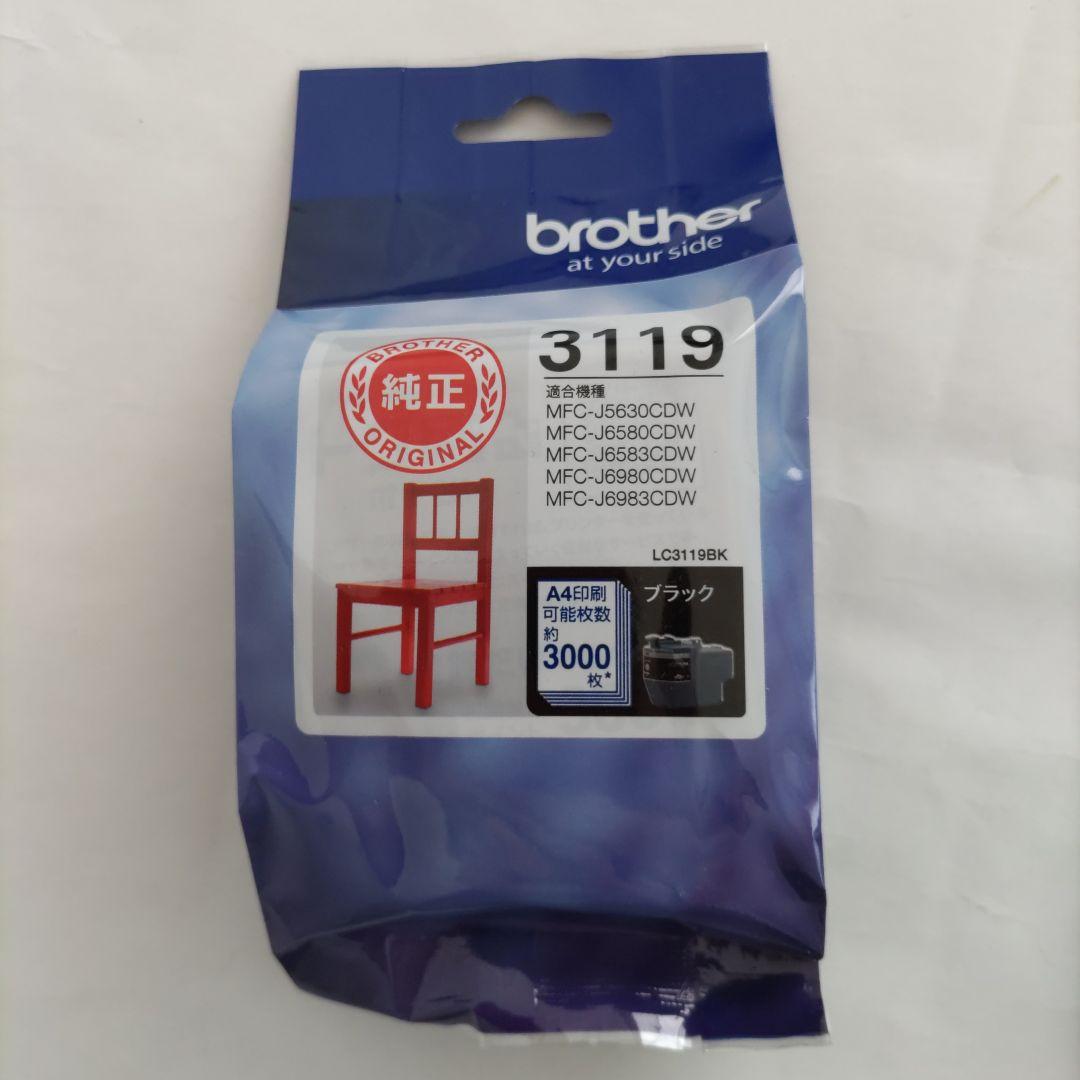 brother
at your side
BROTHER
純正
ORIGINAL
3119
適合機種
MFC-J5630CDW
MFC-J6580CDW
MFC-J6583CDW
MFC-J6980CDW
MFC-J6983CDW
LC3119BK
A4印刷
可能枚数
約
3000
枚*
ブラック